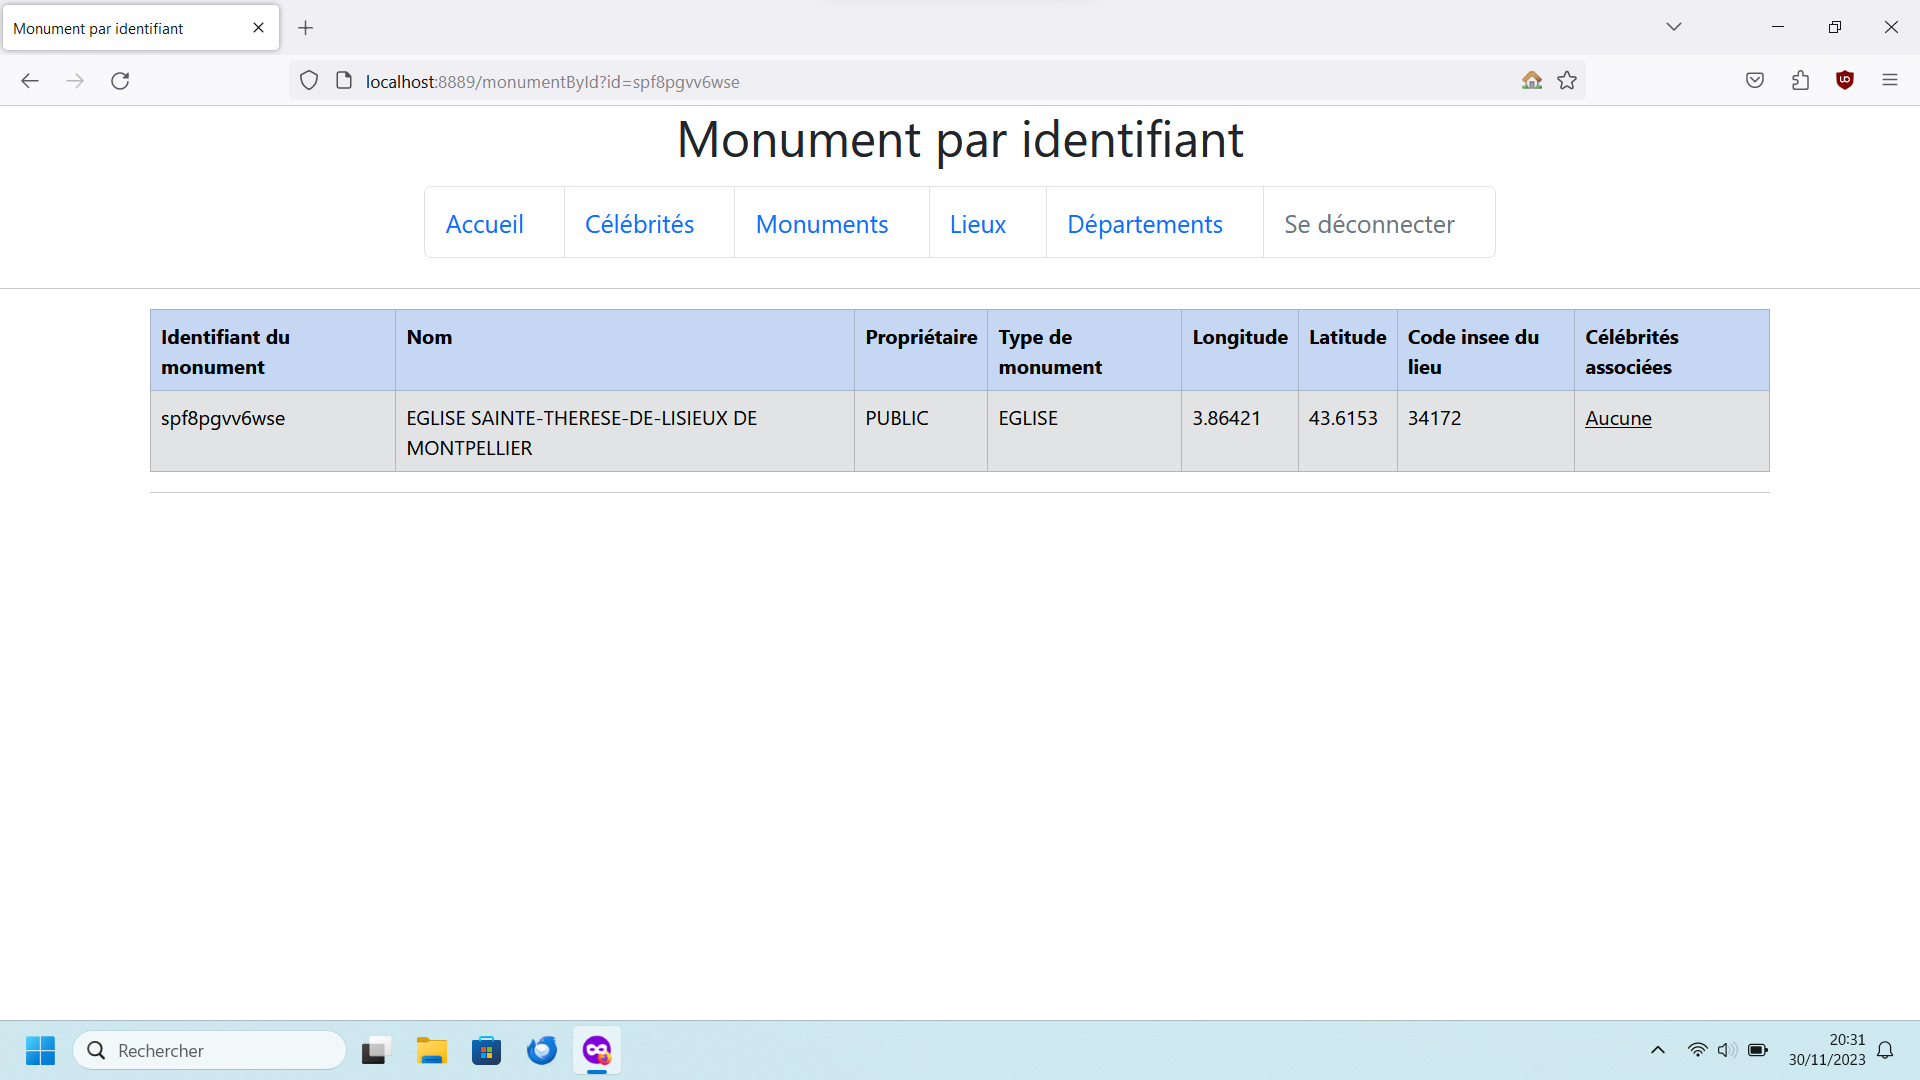 Monument par identifiant
localhost:8889/monumentById?id=spf8pgvv6wse
Monument par identifiant
Accueil Célébrités Monuments Lieux Départements Se déconnecter
Identifiant du monument Nom Propriétaire Type de monument Longitude Latitude Code insee du lieu Célébrités associées
spf8pgvv6wse EGLISE SAINTE-THERESE-DE-LISIEUX DE MONTPELLIER PUBLIC EGLISE 3.86421 43.6153 34172 Aucune
Rechercher
20:31
30/11/2023